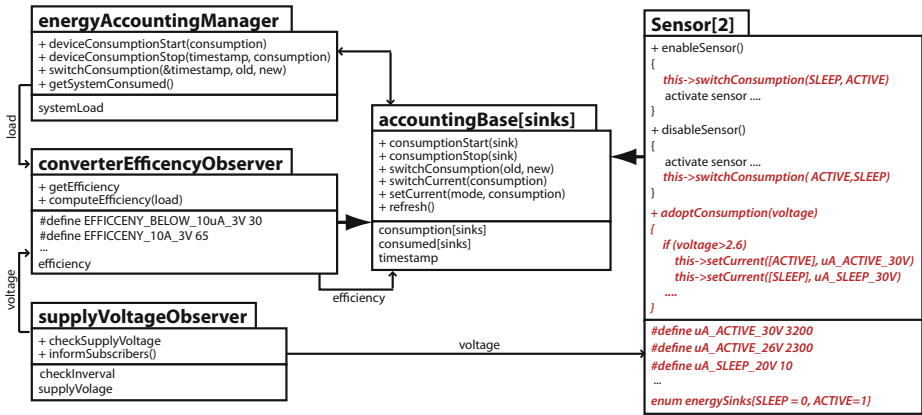 energyAccountingManager
+ deviceConsumptionStart(consumption)
+ deviceConsumptionStop(timestamp, consumption)
+ switchConsumption(&timestamp, old, new)
+ getSystemConsumed()
systemLoad
load
converterEfficencyObserver
+ getEfficiency
+ computeEfficiency(load)
#define EFFICCENY_BELOW_10uA_3V 30
#define EFFICCENY_10A_3V 65
...
efficiency
voltage
supplyVoltageObserver
+ checkSupplyVoltage
+ informSubscribers()
checkInverval
supplyVolage
accountingBase[sinks]
+ consumptionStart(sink)
+ consumptionStop(sink)
+ switchConsumption(old, new)
+ switchCurrent(consumption)
+ setCurrent(mode, consumption)
+ refresh()
consumption[sinks]
consumed[sinks]
timestamp
efficiency
voltage
Sensor[2]
+ enableSensor()
{
this->switchConsumption(SLEEP, ACTIVE)
activate sensor ....
}
+ disableSensor()
{
activate sensor ....
this->switchConsumption( ACTIVE,SLEEP)
}
+ adoptConsumption(voltage)
{
if (voltage>2.6)
this->setCurrent([ACTIVE], uA_ACTIVE_30V)
this->setCurrent([SLEEP], uA_SLEEP_30V)
....
}
#define uA_ACTIVE_30V 3200
#define uA_ACTIVE_26V 2300
#define uA_SLEEP_20V 10
...
enum energySinks{SLEEP = 0, ACTIVE=1}